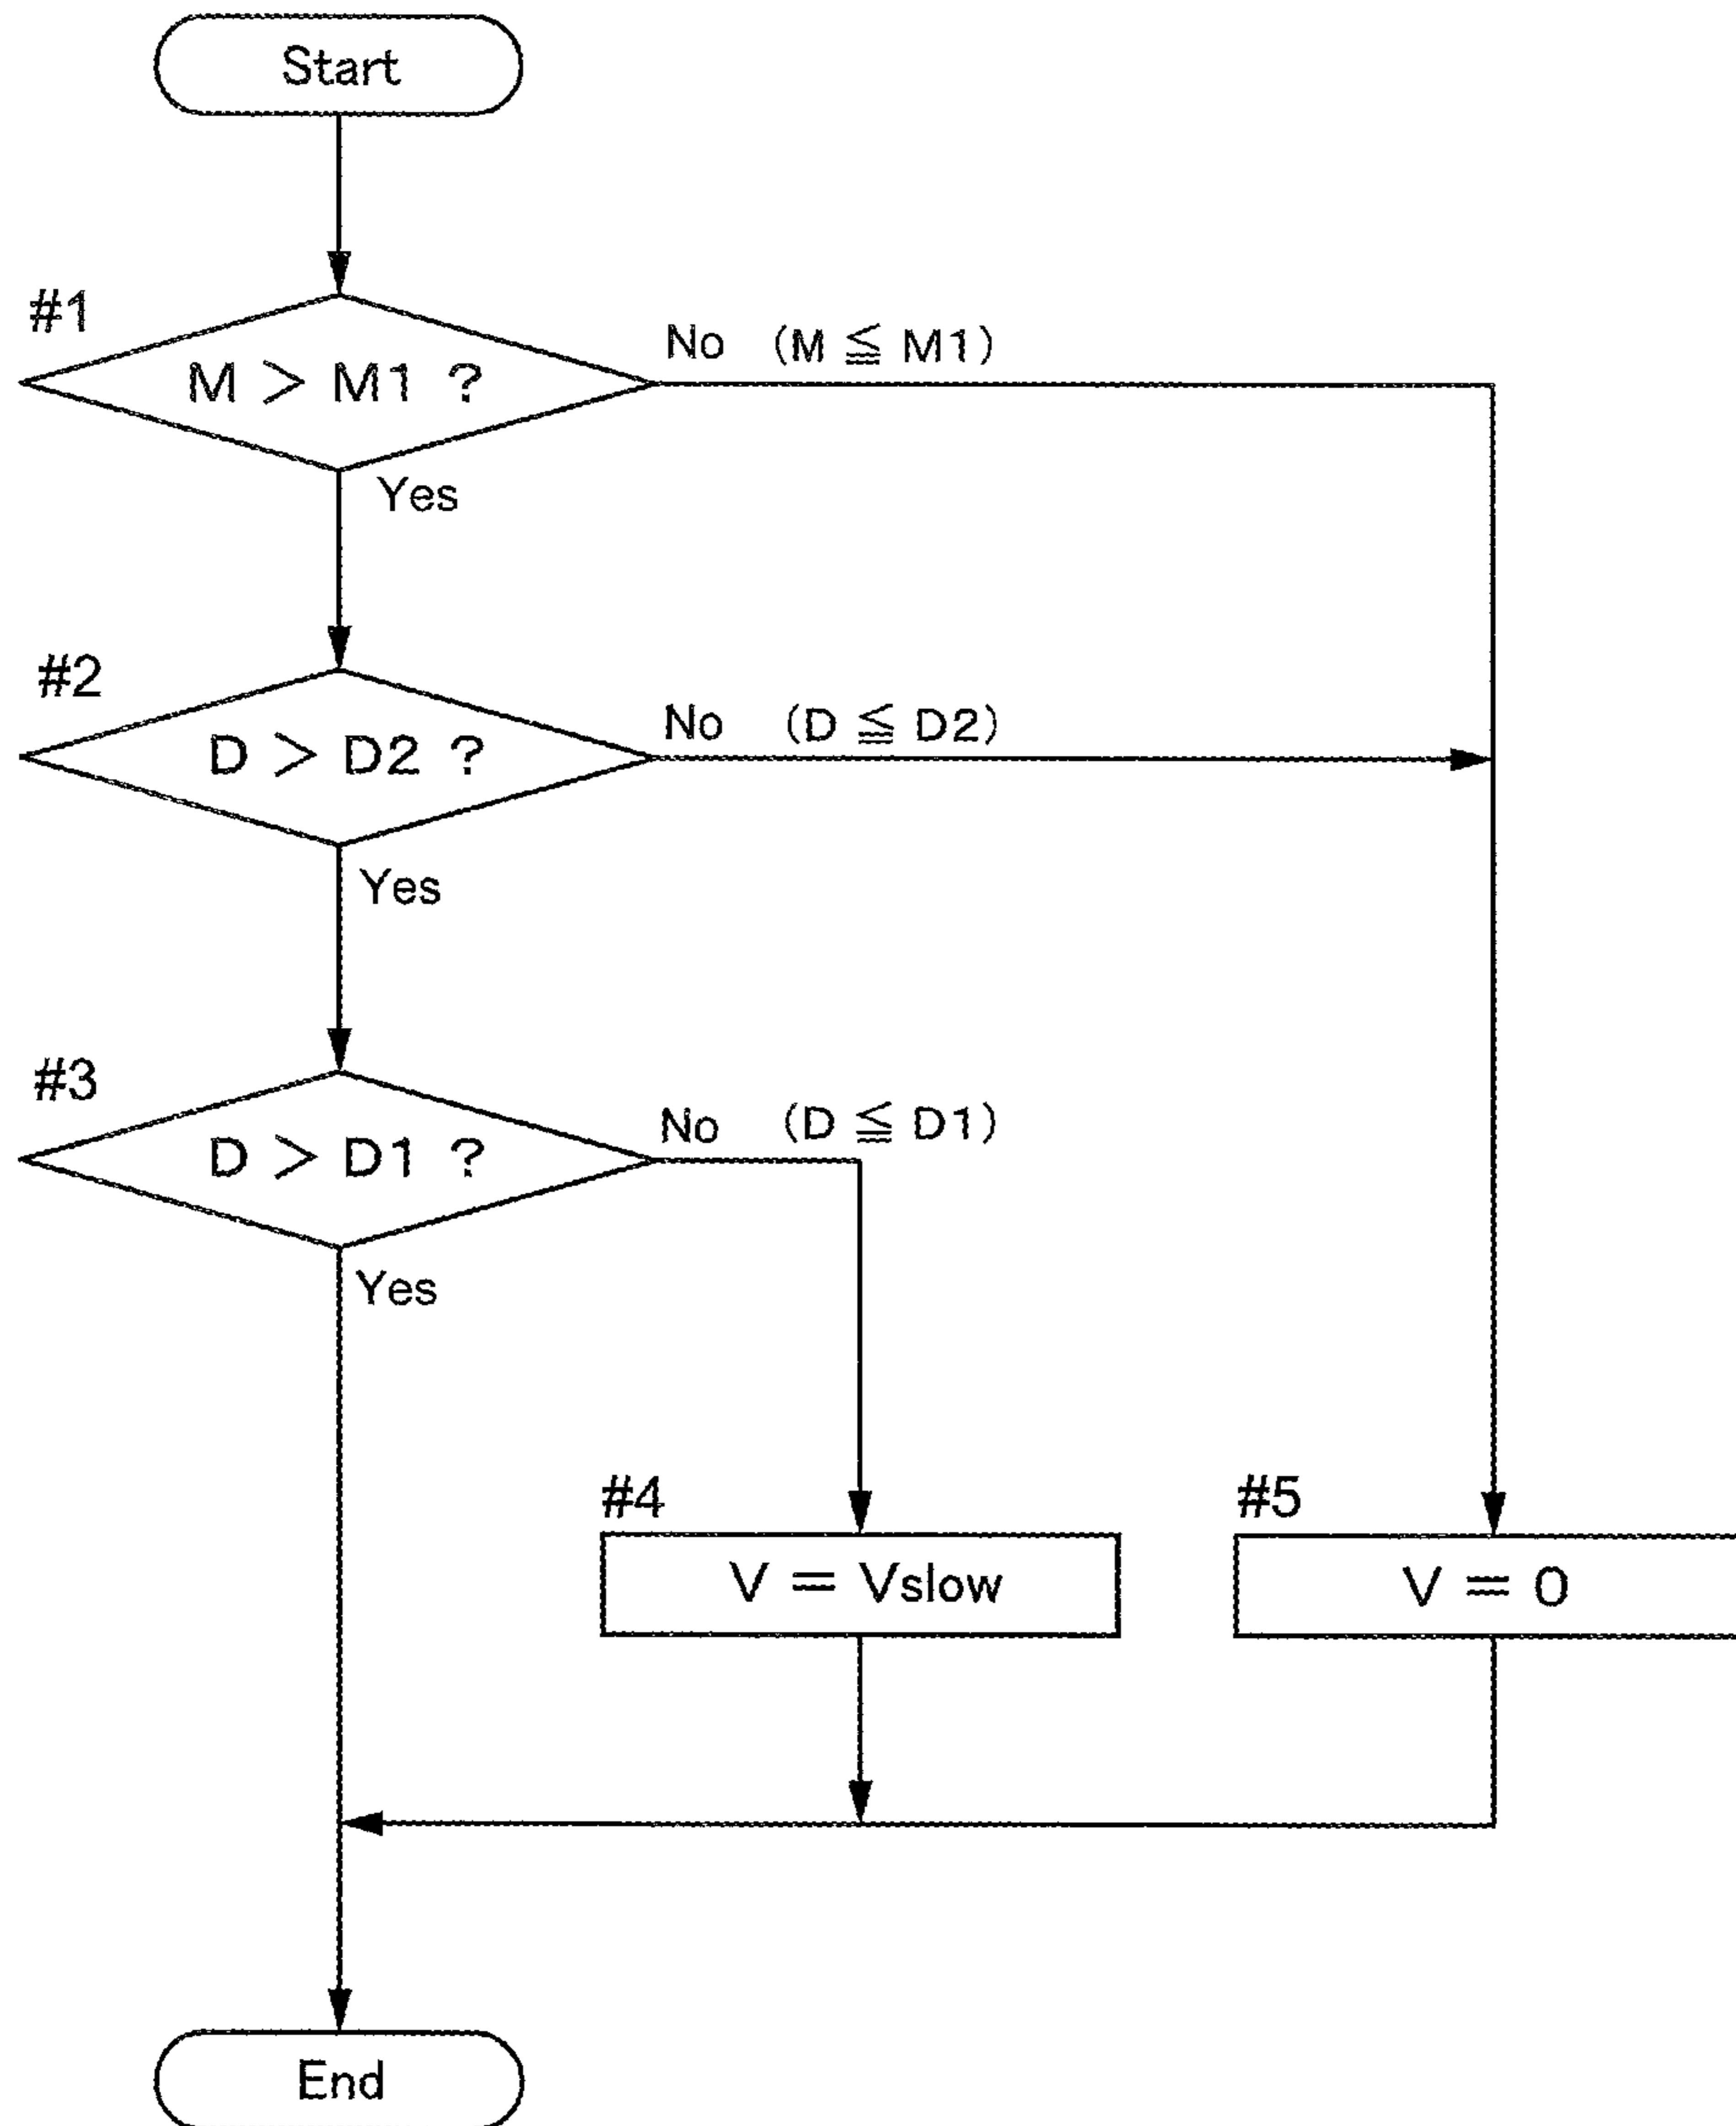 Start
#1
M > M1 ?
No (M ≦ M1)
Yes
#2
D > D2 ?
No (D ≦ D2)
Yes
#3
D > D1 ?
No (D ≦ D1)
Yes
#4
V = Vslow
#5
V = 0
End